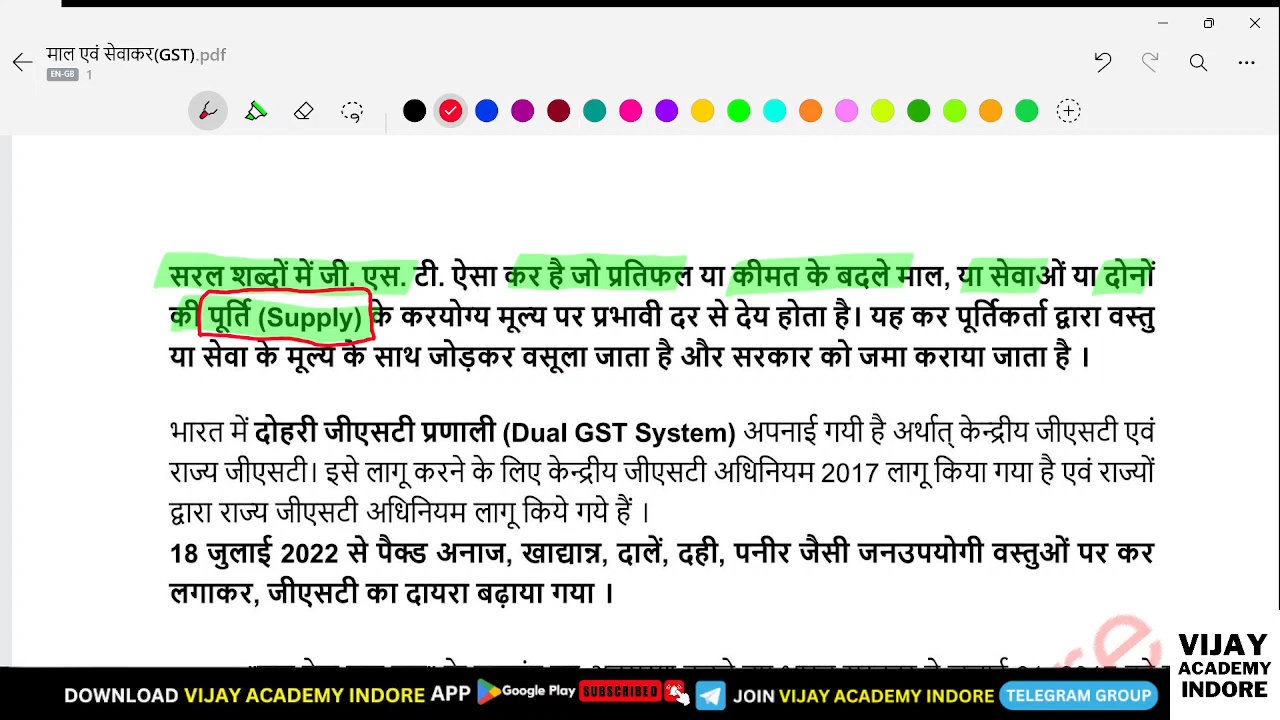 माल एवं सेवाकर(GST).pdf
EN-GB 1
सरल शब्दों में जी. एस. टी. ऐसा कर है जो प्रतिफल या कीमत के बदले माल, या सेवाओं या दोनों
की पूर्ति (Supply) के करयोग्य मूल्य पर प्रभावी दर से देय होता है। यह कर पूर्तिकर्ता द्वारा वस्तु
या सेवा के मूल्य के साथ जोड़कर वसूला जाता है और सरकार को जमा कराया जाता है ।
भारत में दोहरी जीएसटी प्रणाली (Dual GST System) अपनाई गयी है अर्थात् केन्द्रीय जीएसटी एवं
राज्य जीएसटी। इसे लागू करने के लिए केन्द्रीय जीएसटी अधिनियम 2017 लागू किया गया है एवं राज्यों
द्वारा राज्य जीएसटी अधिनियम लागू किये गये हैं ।
18 जुलाई 2022 से पैक्ड अनाज, खाद्यान्न, दालें, दही, पनीर जैसी जनउपयोगी वस्तुओं पर कर
लगाकर, जीएसटी का दायरा बढ़ाया गया ।
VIJAY
ACADEMY
INDORE
DOWNLOAD VIJAY ACADEMY INDORE APP Google Play SUBSCRIBED JOIN VIJAY ACADEMY INDORE TELEGRAM GROUP